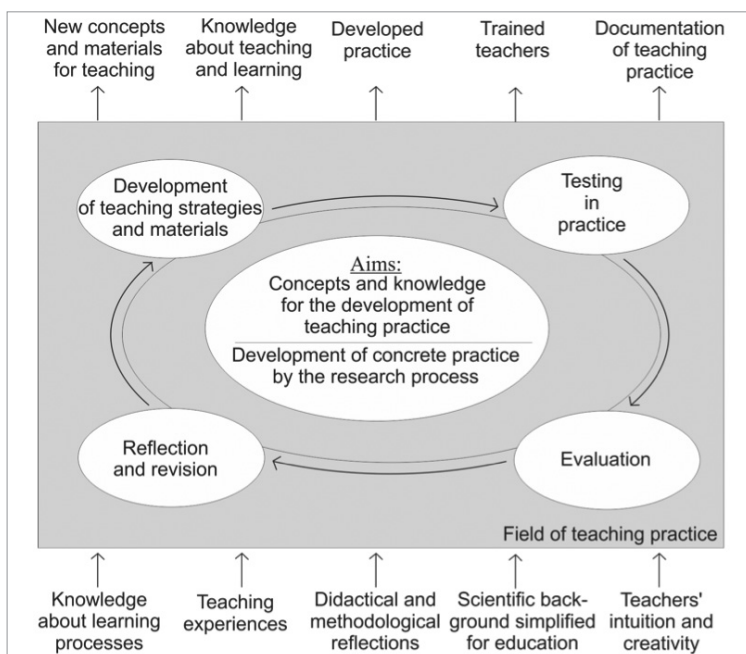 New concepts
and materials
for teaching
Knowledge
about teaching
and learning
Developed
practice
Trained
teachers
Documentation
of teaching
practice
Development
of teaching strategies
and materials
Testing
in
practice
Aims:
Concepts and knowledge
for the development of
teaching practice
Development of concrete practice
by the research process
Reflection
and revision
Evaluation
Field of teaching practice
Knowledge
about learning
processes
Teaching
experiences
Didactical and
methodological
reflections
Scientific back-
ground simplified
for education
Teachers'
intuition and
creativity